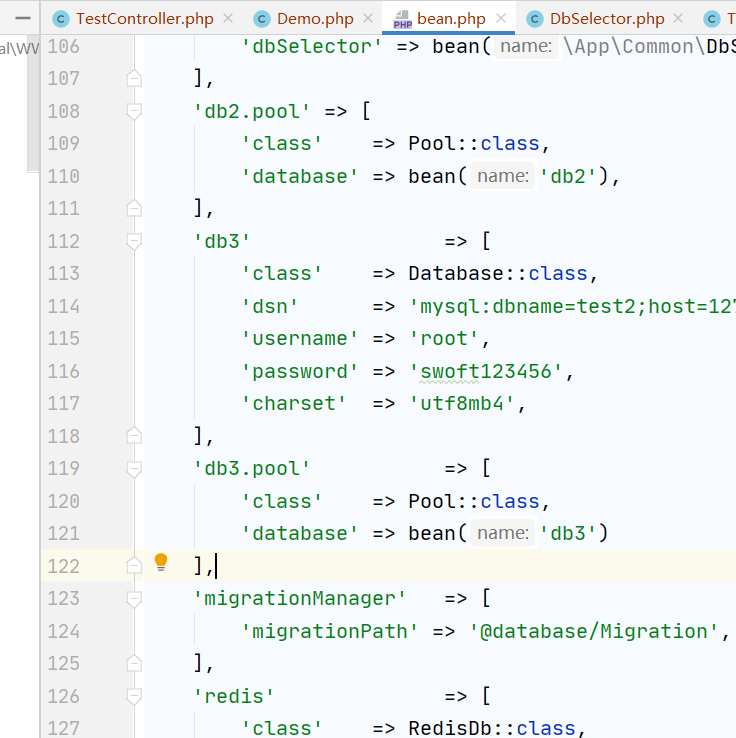 TestController.php × Demo.php × bean.php × DbSelector.php ×
106 'dbSelector' => bean( name: \App\Common\DbS
107 ],
108 'db2.pool' => [
109 'class' => Pool::class,
110 'database' => bean( name: 'db2'),
111 ],
112 'db3' => [
113 'class' => Database::class,
114 'dsn' => 'mysql:dbname=test2;host=127
115 'username' => 'root',
116 'password' => 'swoft123456',
117 'charset' => 'utf8mb4',
118 ],
119 'db3.pool' => [
120 'class' => Pool::class,
121 'database' => bean( name: 'db3')
122 ],
123 'migrationManager' => [
124 'migrationPath' => '@database/Migration',
125 ],
126 'redis' => [
127 'class' => RedisDb::class,